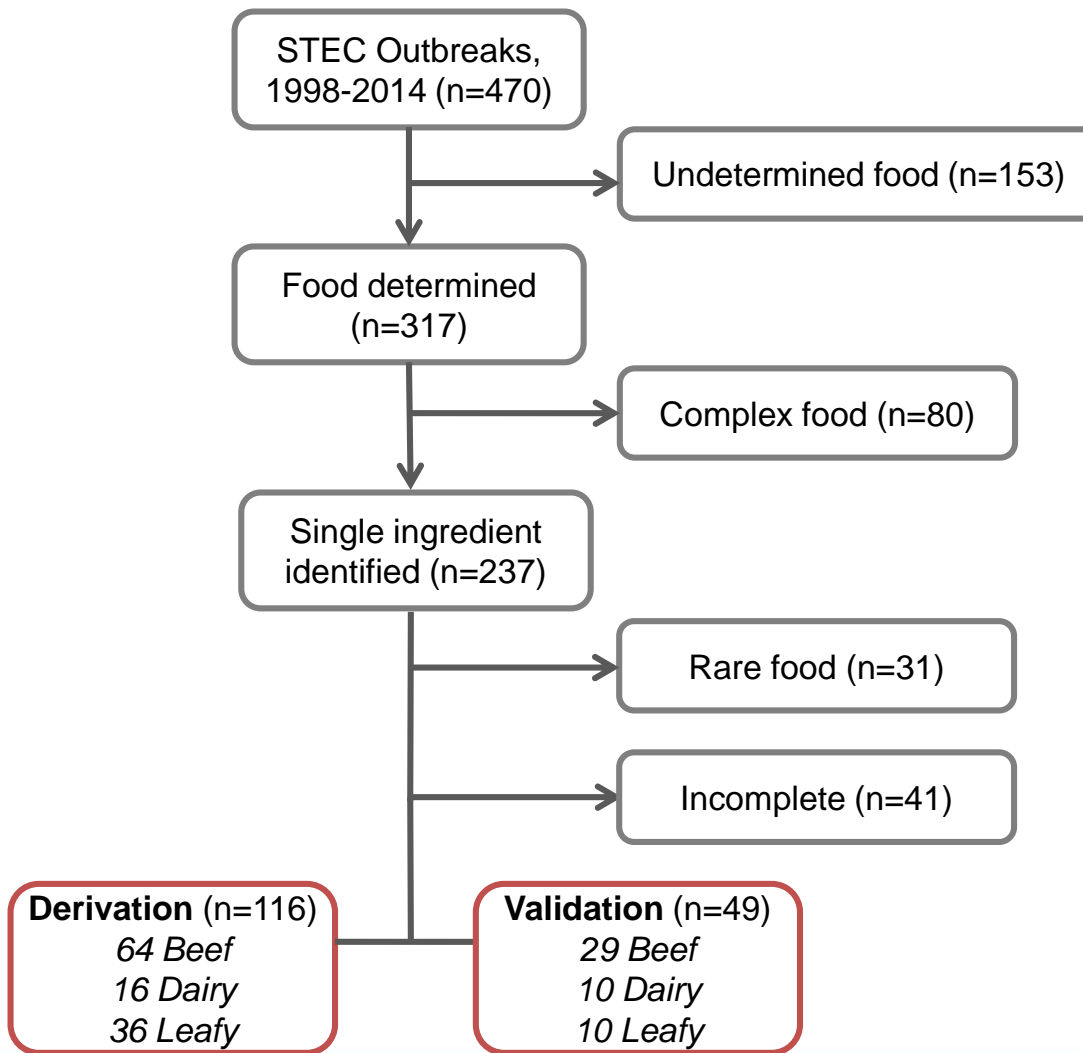 STEC Outbreaks,
1998-2014 (n=470)
Undetermined food (n=153)
Food determined
(n=317)
Complex food (n=80)
Single ingredient
identified (n=237)
Rare food (n=31)
Incomplete (n=41)
Derivation (n=116)
64 Beef
16 Dairy
36 Leafy
Validation (n=49)
29 Beef
10 Dairy
10 Leafy